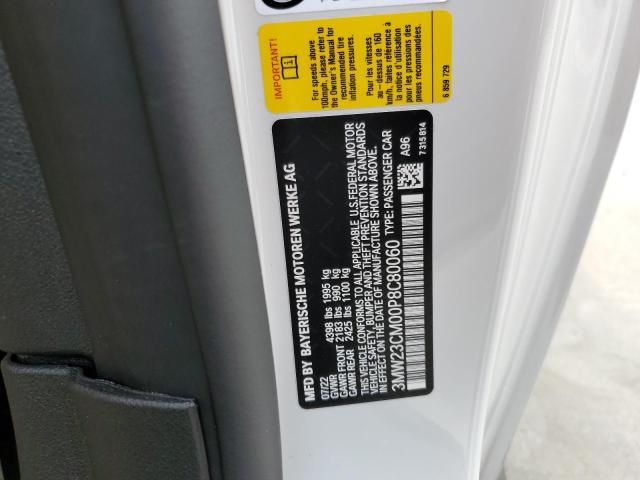 IMPORTANT!
For speeds above
100mph, please refer to
the Owner's Manual for
recommended tire
inflation pressures.
Pour les vitesses
au - dessus de 160
km/h, faites référence à
la notice d'utilisation
pour les pressions des
pneus recommandées.
6 859 729
MFD BY BAYERISCHE MOTOREN WERKE AG
07/22
GVWR 4398 lbs 1995 kg
GAWR FRONT 2183 lbs 990 kg
GAWR REAR 2425 lbs 1100 kg
THIS VEHICLE CONFORMS TO ALL APPLICABLE U.S. FEDERAL MOTOR
VEHICLE SAFETY, BUMPER AND THEFT PREVENTION STANDARDS
IN EFFECT ON THE DATE OF MANUFACTURE SHOWN ABOVE.
3MW23CM00P8C80060 TYPE: PASSENGER CAR
A96
7 315 814